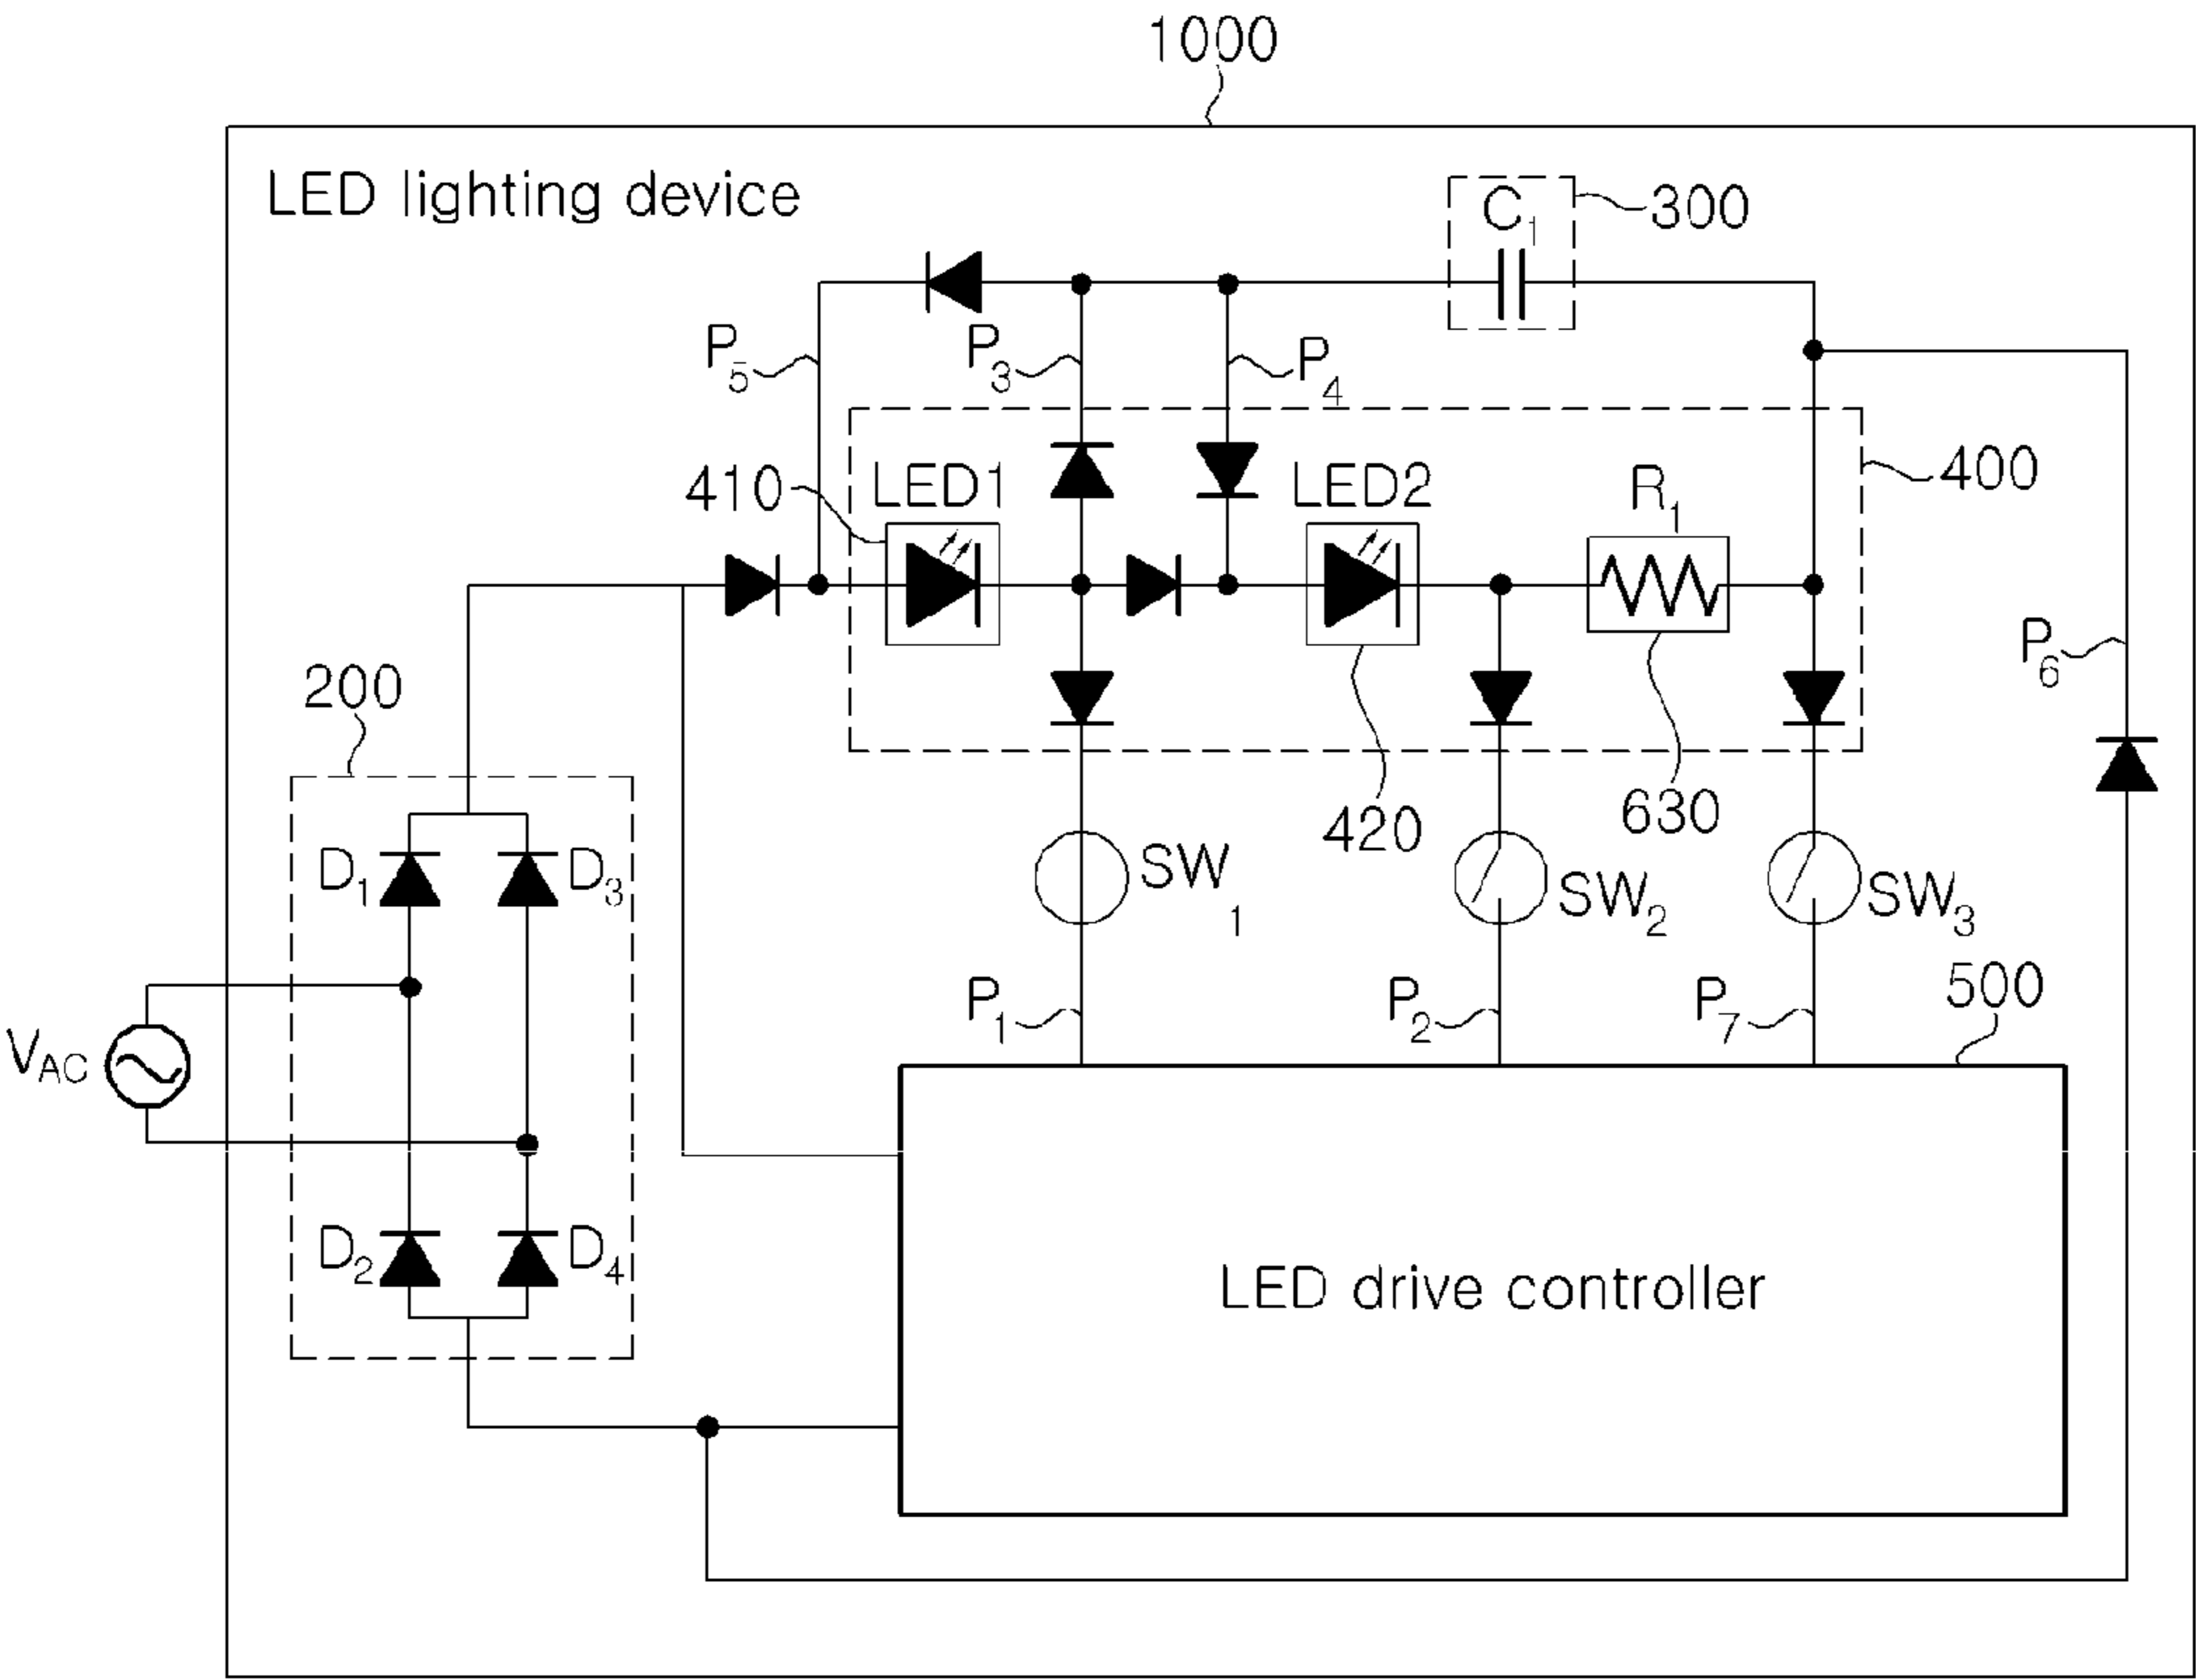 1000
LED lighting device
C1
300
P5
P3
P4
410
LED1
LED2
R1
400
200
P6
420
630
D1
D3
SW1
SW2
SW3
P1
P2
P7
500
VAC
D2
D4
LED drive controller